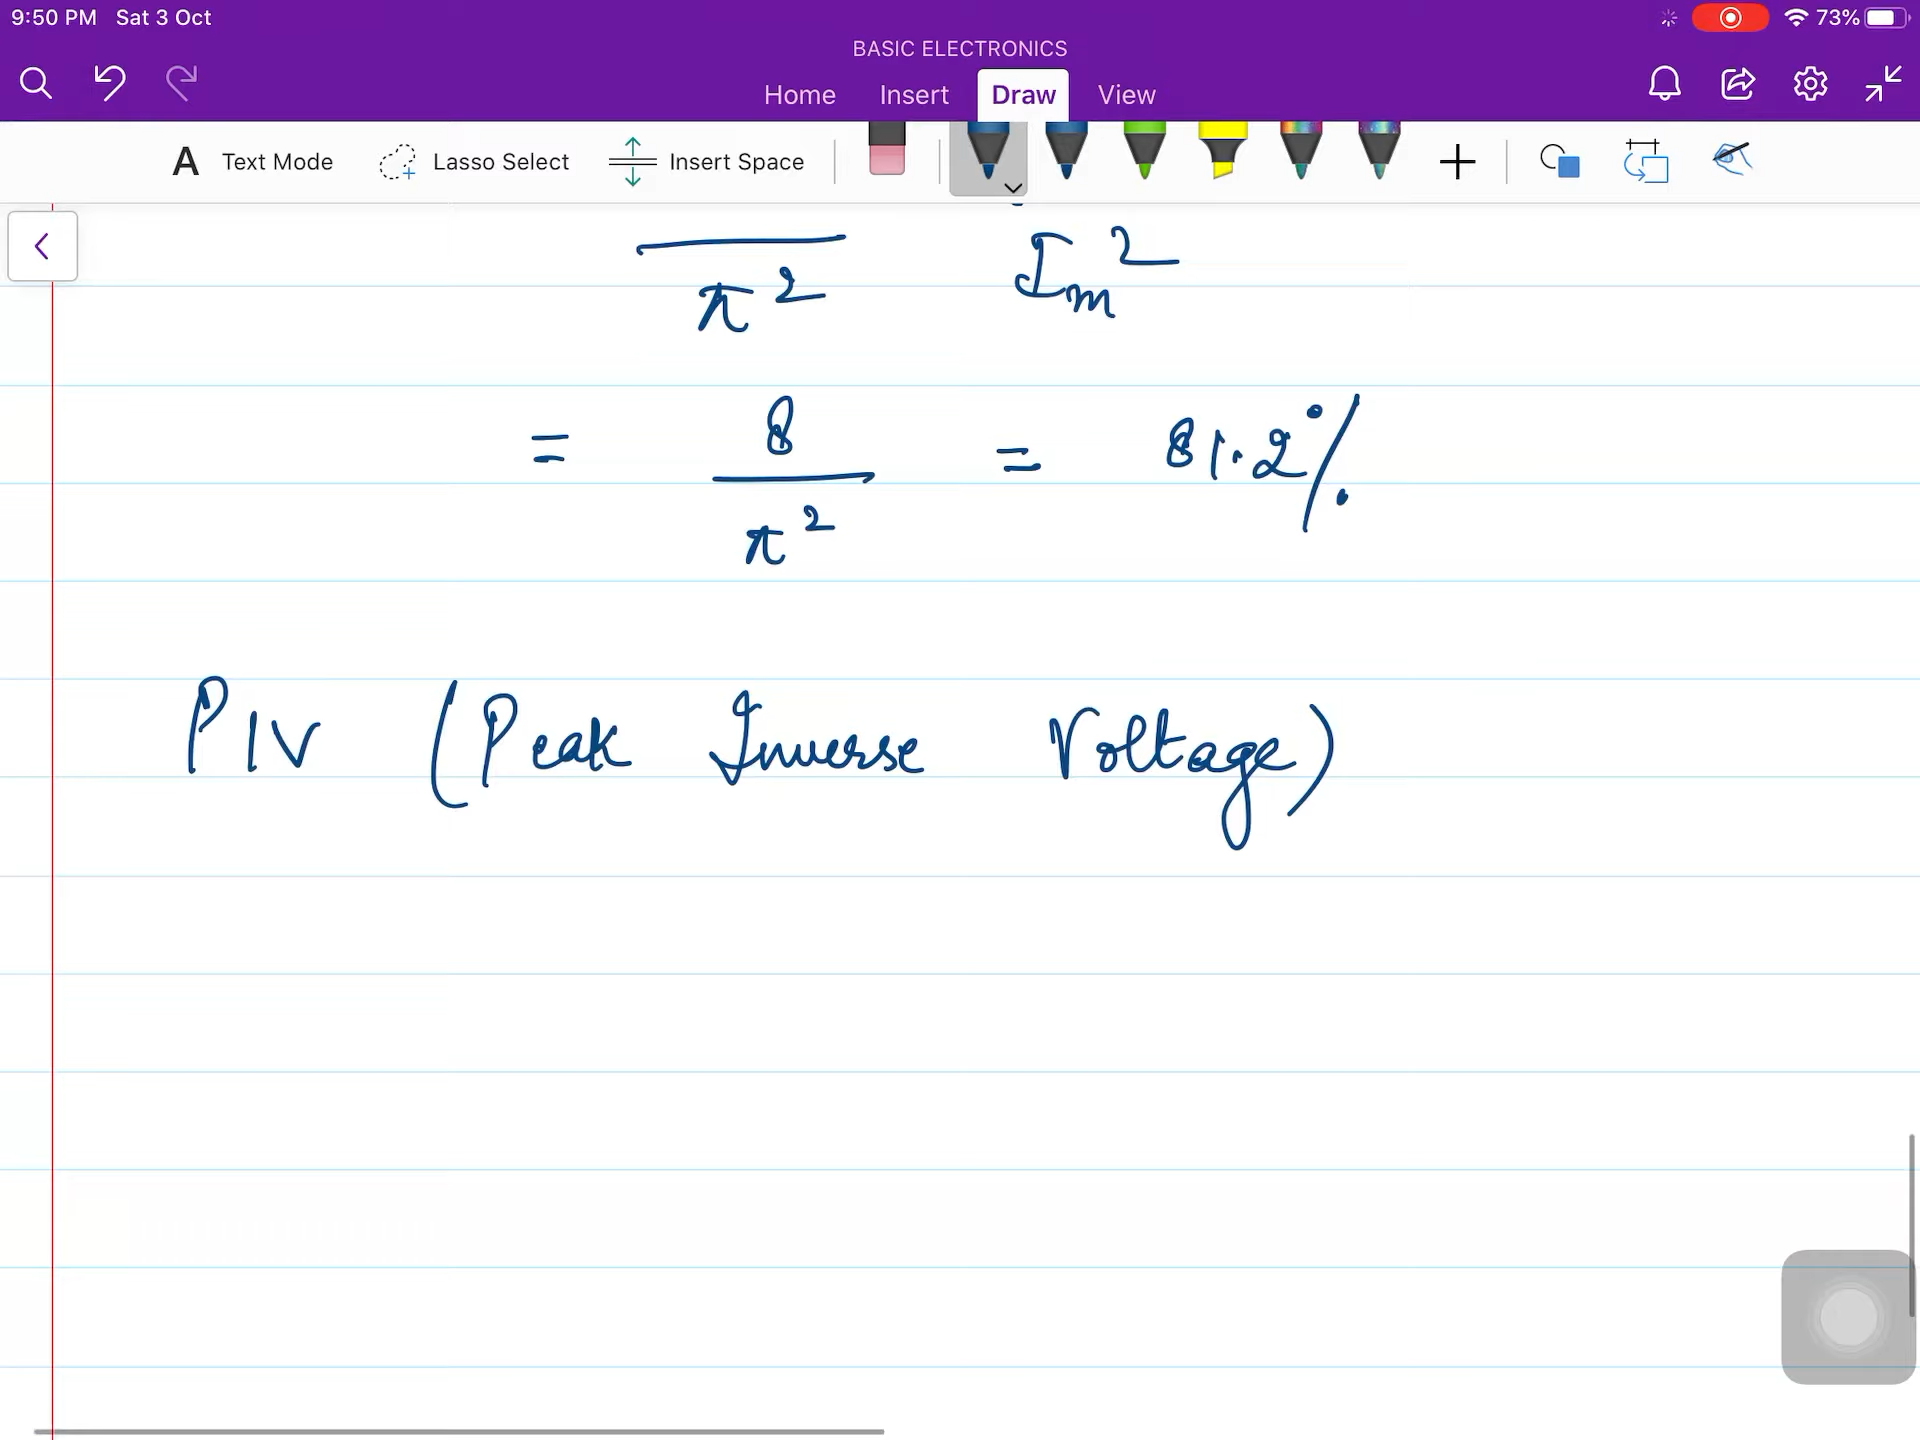 9:50 PM Sat 3 Oct 73%
BASIC ELECTRONICS
Home Insert Draw View
A Text Mode Lasso Select Insert Space
π² Iₘ²
= 8/π² = 81.2%
PIV (Peak Inverse Voltage)